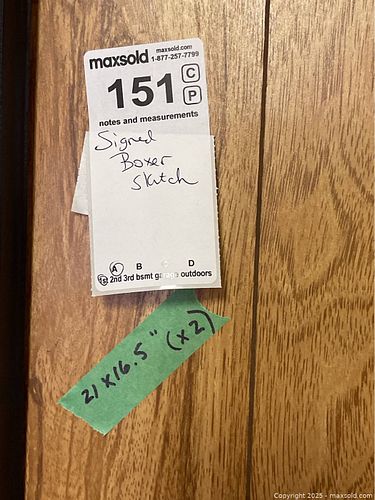 maxsold maxsold.com
1-877-257-7799
151 C
P
notes and measurements
Signed
Boxer
Sketch
A B C D
1st 2nd 3rd bsmt garage outdoors
21 x 16.5" (x2)
Copyright 2025 - maxsold.com